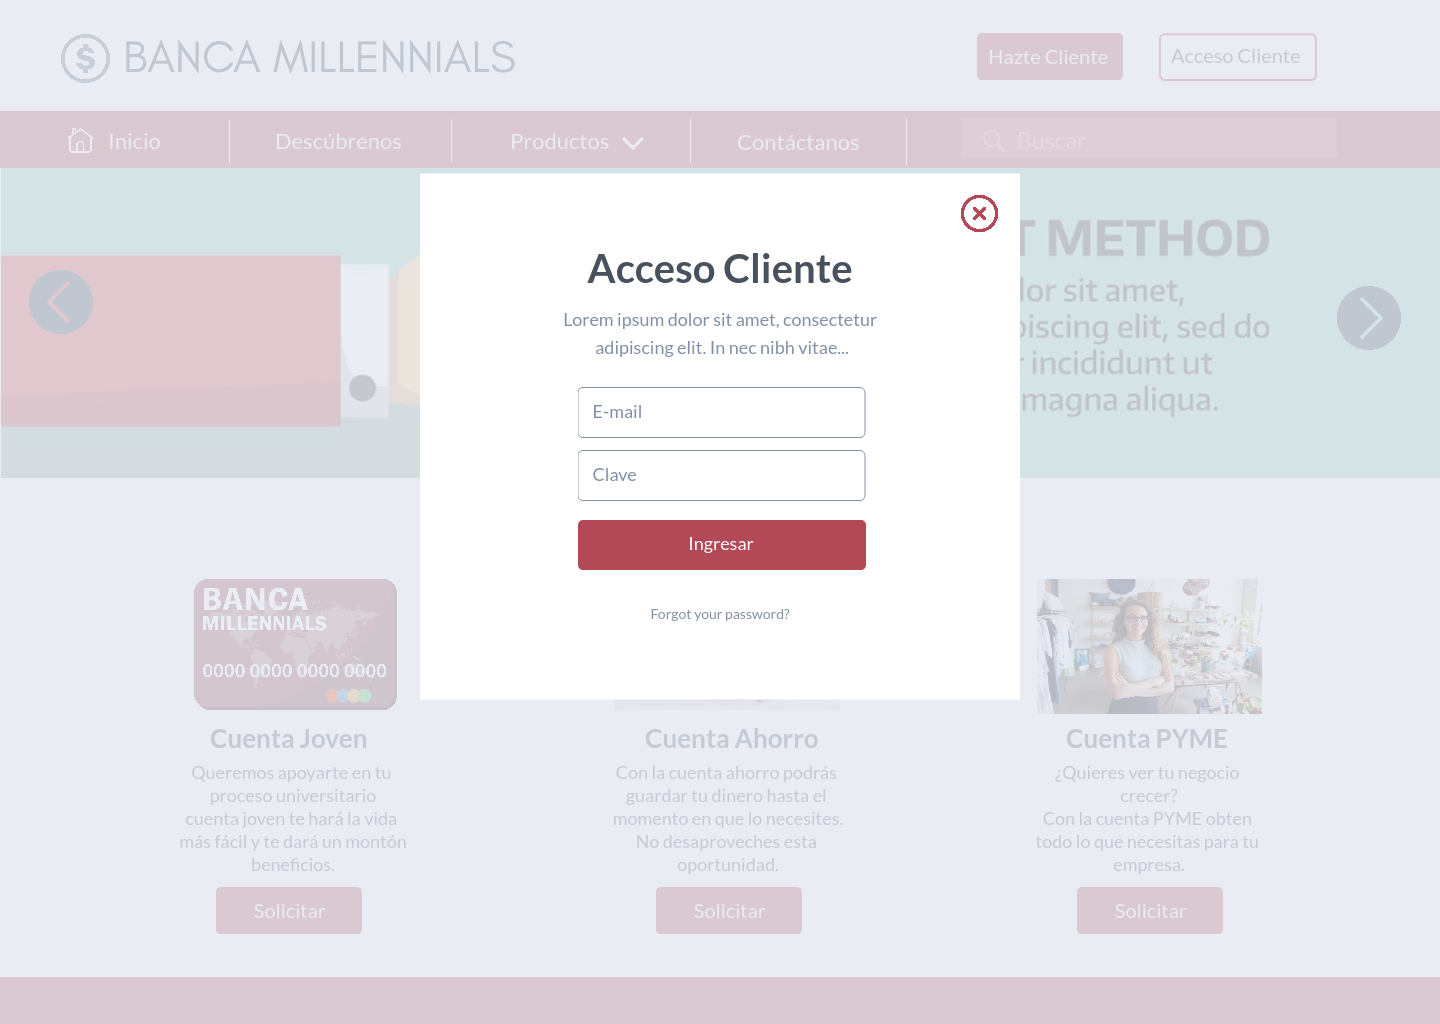 BANCA MILLENNIALS
Hazte Cliente
Acceso Cliente
Inicio
Descúbrenos
Productos
Contáctanos
Buscar
T METHOD
lor sit amet,
piscing elit, sed do
r incididunt ut
magna aliqua.
Acceso Cliente
Lorem ipsum dolor sit amet, consectetur
adipiscing elit. In nec nibh vitae...
E-mail
Clave
Ingresar
Forgot your password?
BANCA
MILLENNIALS
0000 0000 0000 0000
Cuenta Joven
Queremos apoyarte en tu
proceso universitario
cuenta joven te hará la vida
más fácil y te dará un montón
beneficios.
Solicitar
Cuenta Ahorro
Con la cuenta ahorro podrás
guardar tu dinero hasta el
momento en que lo necesites.
No desaproveches esta
oportunidad.
Solicitar
Cuenta PYME
¿Quieres ver tu negocio
crecer?
Con la cuenta PYME obten
todo lo que necesitas para tu
empresa.
Solicitar